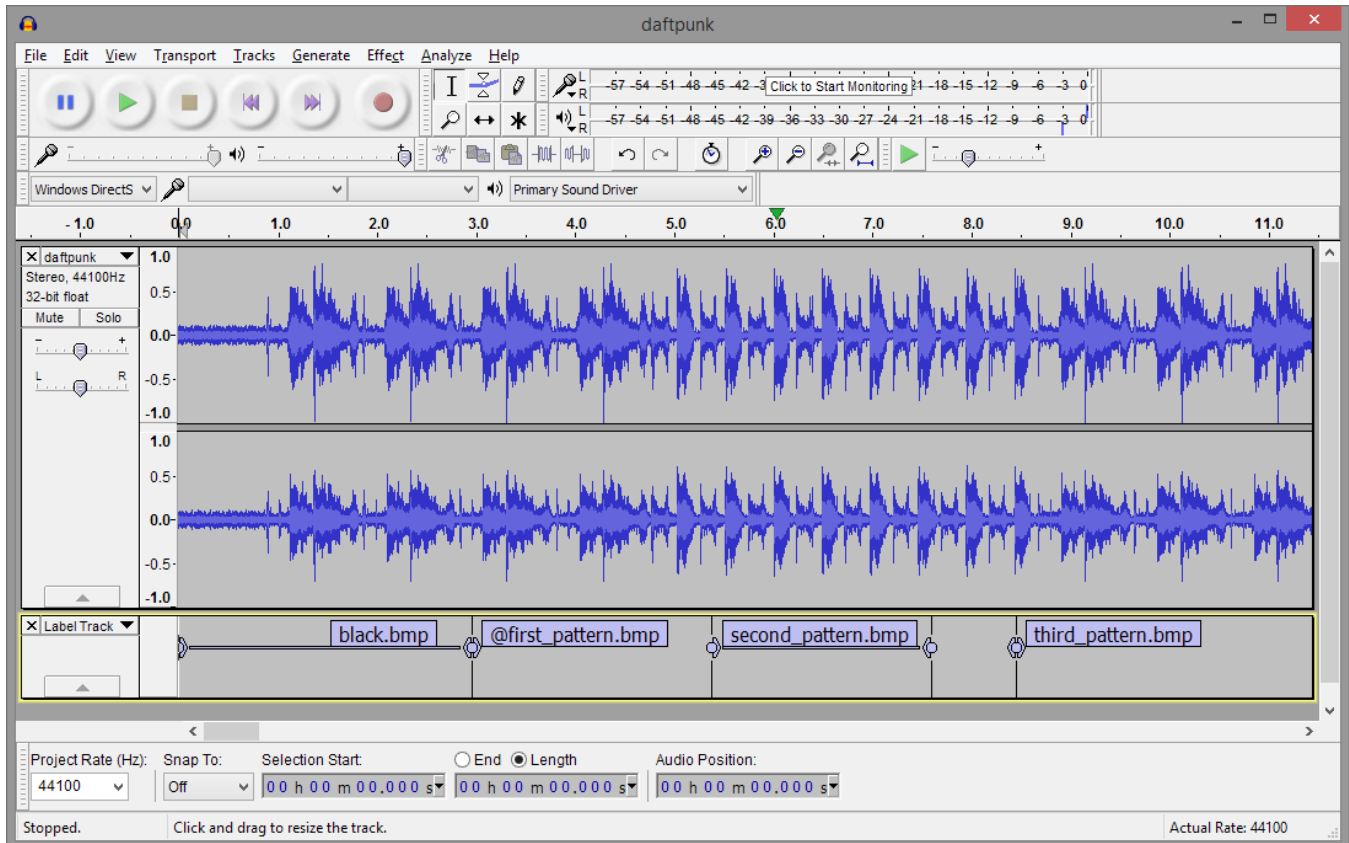 daftpunk
File Edit View Transport Tracks Generate Effect Analyze Help
L R -57 -54 -51 -48 -45 -42 -3 Click to Start Monitoring 21 -18 -15 -12 -9 -6 -3 0
L R -57 -54 -51 -48 -45 -42 -39 -36 -33 -30 -27 -24 -21 -18 -15 -12 -9 -6 -3 0
- + - +
Windows DirectS Primary Sound Driver
- 1.0 0.0 1.0 2.0 3.0 4.0 5.0 6.0 7.0 8.0 9.0 10.0 11.0
X daftpunk 1.0
Stereo, 44100Hz
32-bit float 0.5
Mute Solo
- + 0.0
L R -0.5
-1.0
1.0
0.5
0.0
-0.5
-1.0
X Label Track black.bmp @first_pattern.bmp second_pattern.bmp third_pattern.bmp
Project Rate (Hz): Snap To: Selection Start: End Length Audio Position:
44100 Off 00 h 00 m 00.000 s 00 h 00 m 00.000 s 00 h 00 m 00.000 s
Stopped. Click and drag to resize the track. Actual Rate: 44100